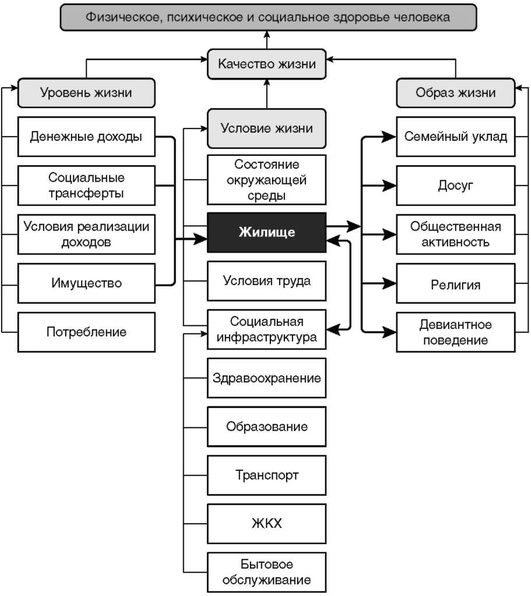 Физическое, психическое и социальное здоровье человека
Качество жизни
Уровень жизни
Денежные доходы
Социальные
трансферты
Условия реализации
доходов
Имущество
Потребление
Условие жизни
Состояние
окружающей
среды
Жилище
Условия труда
Социальная
инфраструктура
Здравоохранение
Образование
Транспорт
ЖКХ
Бытовое
обслуживание
Образ жизни
Семейный уклад
Досуг
Общественная
активность
Религия
Девиантное
поведение